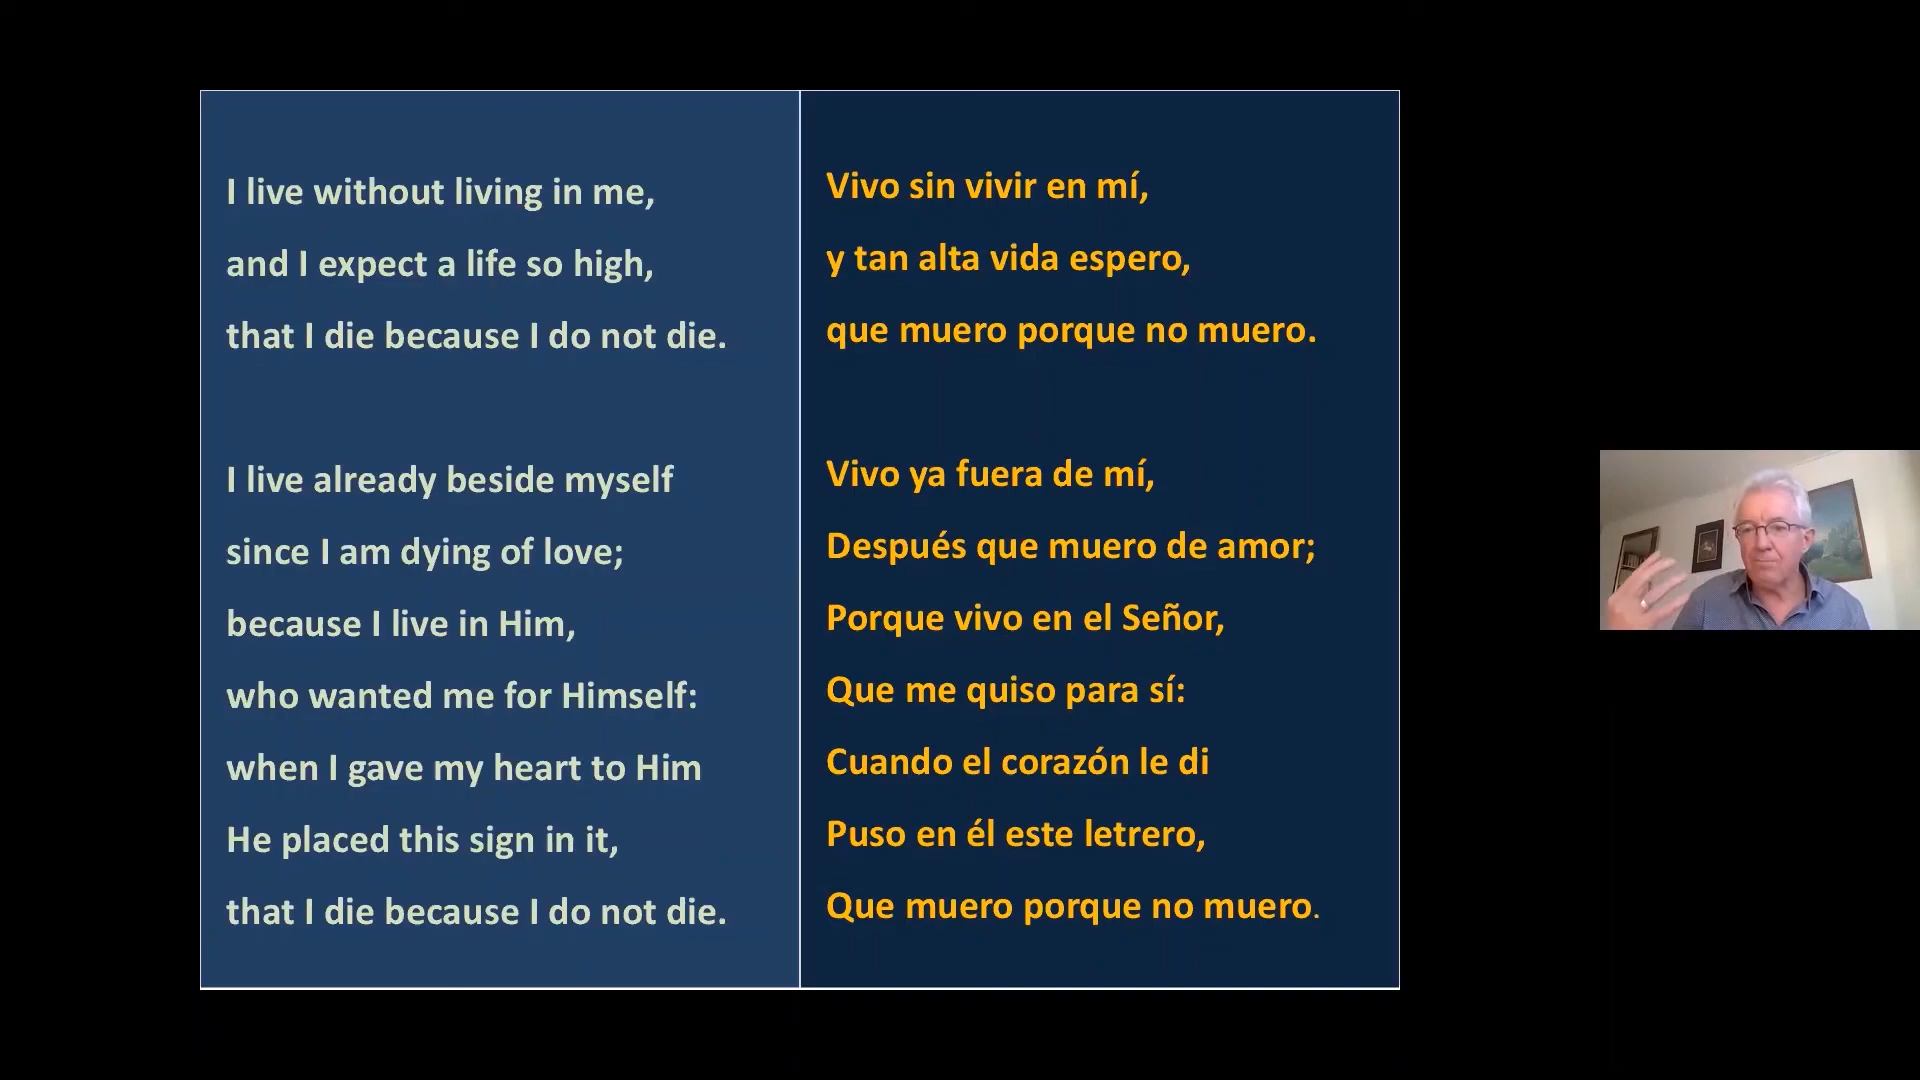 I live without living in me,
and I expect a life so high,
that I die because I do not die.
I live already beside myself
since I am dying of love;
because I live in Him,
who wanted me for Himself:
when I gave my heart to Him
He placed this sign in it,
that I die because I do not die.
Vivo sin vivir en mí,
y tan alta vida espero,
que muero porque no muero.
Vivo ya fuera de mí,
Después que muero de amor;
Porque vivo en el Señor,
Que me quiso para sí:
Cuando el corazón le di
Puso en él este letrero,
Que muero porque no muero.